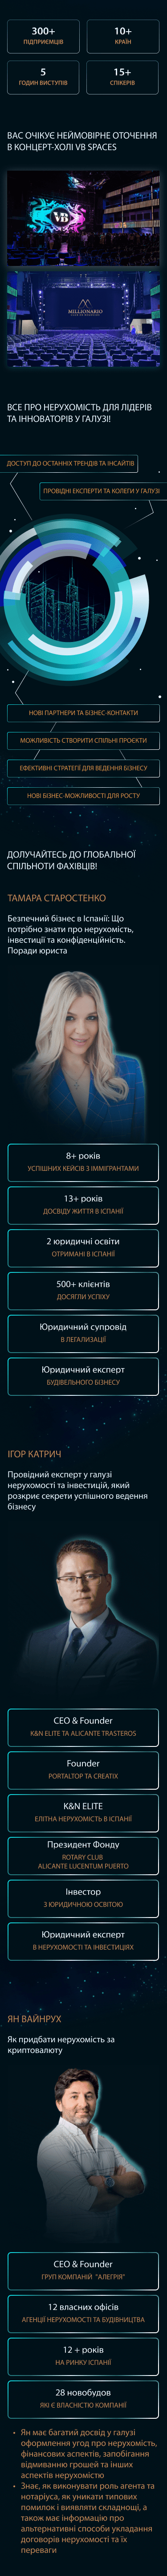 300+
ПІДПРИЄМЦІВ
10+
КРАЇН
5
ГОДИН ВИСТУПІВ
15+
СПІКЕРІВ
ВАС ОЧІКУЄ НЕЙМОВІРНЕ ОТОЧЕННЯ
В КОНЦЕРТ-ХОЛІ VB SPACES
VB
MILLIONARIO
ВСЕ ПРО НЕРУХОМІСТЬ ДЛЯ ЛІДЕРІВ
ТА ІННОВАТОРІВ У ГАЛУЗІ!
ДОСТУП ДО ОСТАННІХ ТРЕНДІВ ТА ІНСАЙТІВ
ПРОВІДНІ ЕКСПЕРТИ ТА КОЛЕГИ У ГАЛУЗІ
НОВІ ПАРТНЕРИ ТА БІЗНЕС-КОНТАКТИ
МОЖЛИВІСТЬ СТВОРИТИ СПІЛЬНІ ПРОЄКТИ
ЕФЕКТИВНІ СТРАТЕГІЇ ДЛЯ ВЕДЕННЯ БІЗНЕСУ
НОВІ БІЗНЕС-МОЖЛИВОСТІ ДЛЯ РОСТУ
ДОЛУЧАЙТЕСЬ ДО ГЛОБАЛЬНОЇ
СПІЛЬНОТИ ФАХІВЦІВ!
ТАМАРА СТАРОСТЕНКО
Безпечний бізнес в Іспанії: Що
потрібно знати про нерухомість,
інвестиції та конфіденційність.
Поради юриста
8+ років
УСПІШНИХ КЕЙСІВ З ІММІГРАНТАМИ
13+ років
ДОСВІДУ ЖИТТЯ В ІСПАНІЇ
2 юридичні освіти
ОТРИМАНІ В ІСПАНІЇ
500+ клієнтів
ДОСЯГЛИ УСПІХУ
Юридичний супровід
В ЛЕГАЛІЗАЦІЇ
Юридичний експерт
БУДІВЕЛЬНОГО БІЗНЕСУ
ІГОР КАТРИЧ
Провідний експерт у галузі
нерухомості та інвестицій, який
розкриє секрети успішного ведення
бізнесу
CEO & Founder
K&N ELITE ТА ALICANTE TRASTEROS
Founder
PORTALTOP ТА CREATIX
K&N ELITE
ЕЛІТНА НЕРУХОМІСТЬ В ІСПАНІЇ
Президент Фонду
ROTARY CLUB
ALICANTE LUCENTUM PUERTO
Інвестор
З ЮРИДИЧНОЮ ОСВІТОЮ
Юридичний експерт
В НЕРУХОМОСТІ ТА ІНВЕСТИЦІЯХ
ЯН ВАЙНРУХ
Як придбати нерухомість за
криптовалюту
CEO & Founder
ГРУП КОМПАНІЙ "АЛЕГРІЯ"
12 власних офісів
АГЕНЦІЇ НЕРУХОМОСТІ ТА БУДІВНИЦТВА
12 + років
НА РИНКУ ІСПАНІЇ
28 новобудов
ЯКІ Є ВЛАСНІСТЮ КОМПАНІЇ
• Ян має багатий досвід у галузі
оформлення угод про нерухомість,
фінансових аспектів, запобігання
відмиванню грошей та інших
аспектів нерухомістю
• Знає, як виконувати роль агента та
нотаріуса, як уникати типових
помилок і виявляти складнощі, а
також має інформацію про
альтернативні способи укладання
договорів нерухомості та їх
переваги